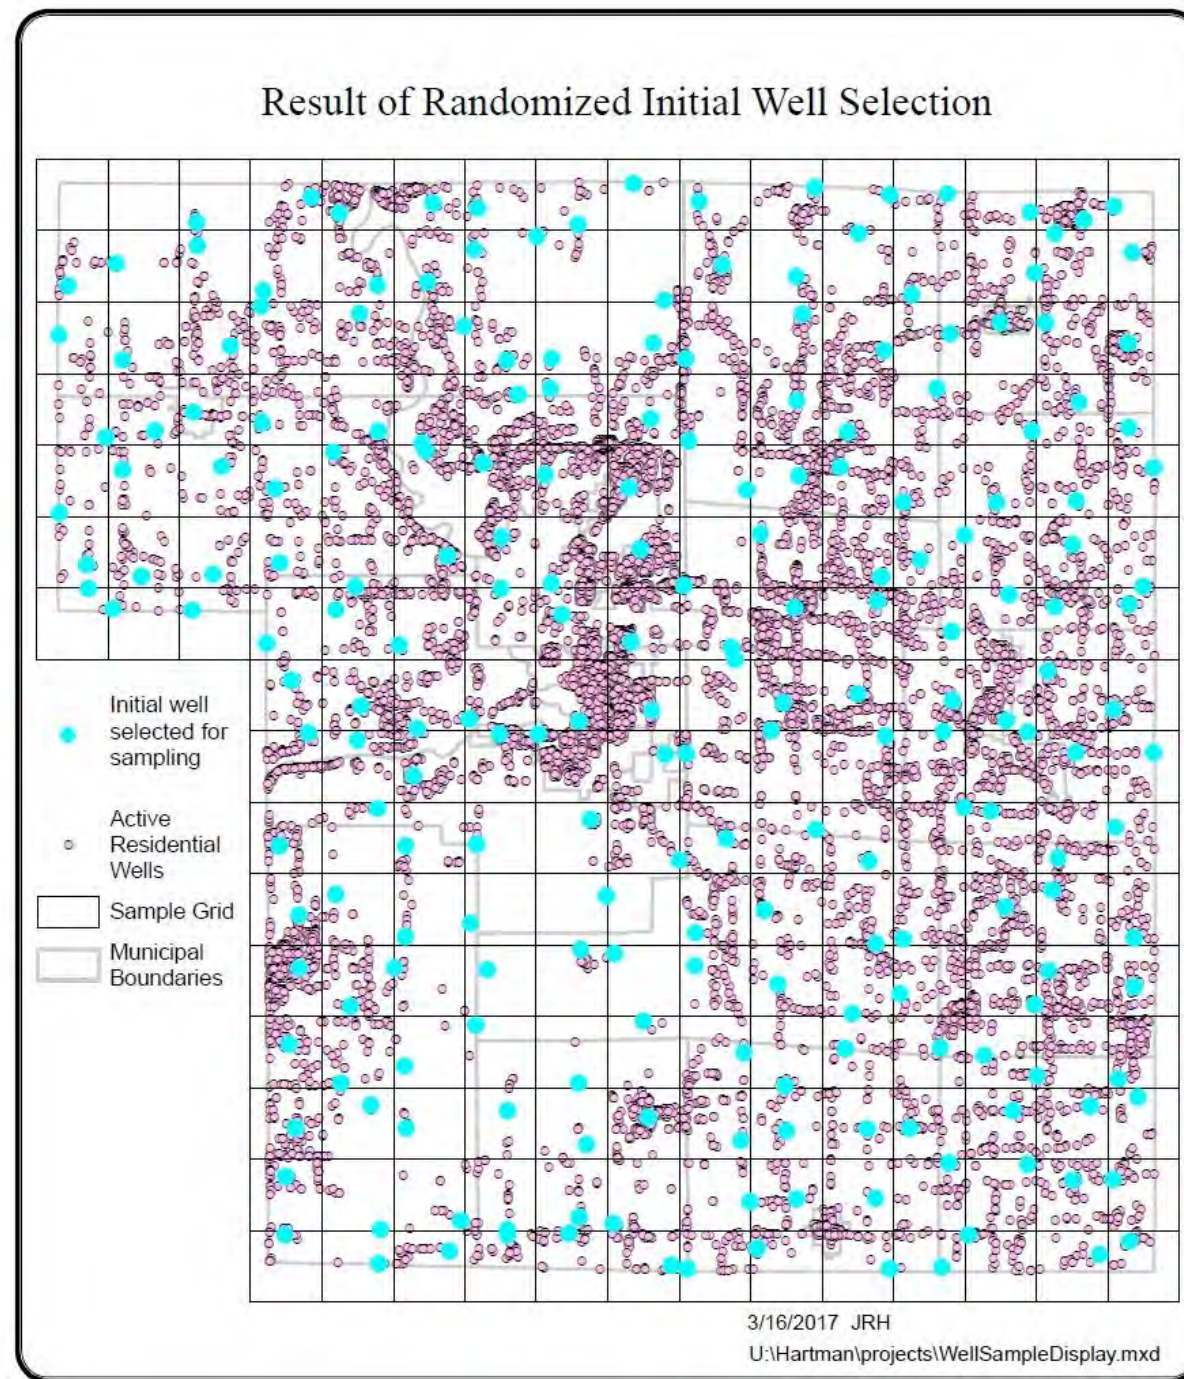 Result of Randomized Initial Well Selection
Initial well
selected for
sampling
Active
Residential
Wells
Sample Grid
Municipal
Boundaries
3/16/2017 JRH
U:\Hartman\projects\WellSampleDisplay.mxd